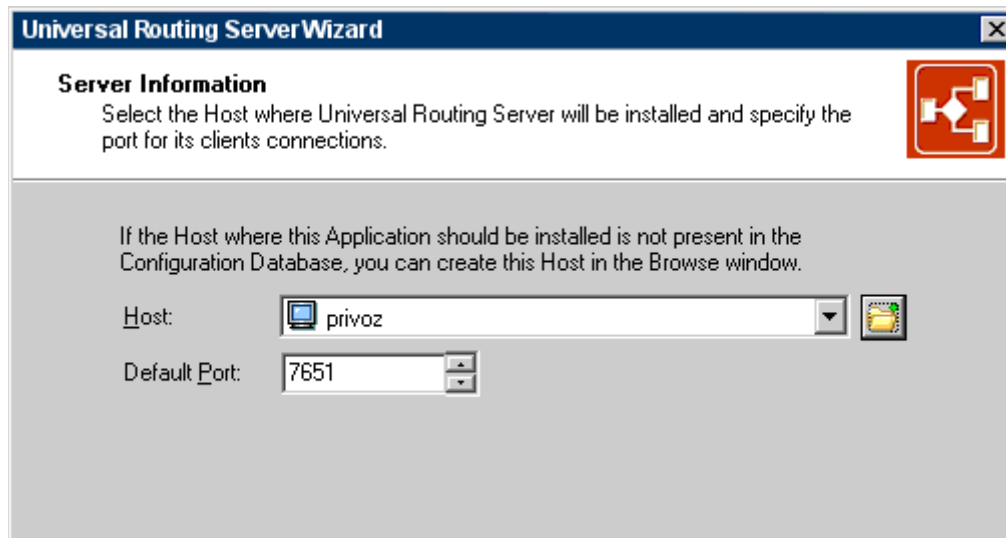 Universal Routing Server Wizard
Server Information
Select the Host where Universal Routing Server will be installed and specify the
port for its clients connections.
If the Host where this Application should be installed is not present in the
Configuration Database, you can create this Host in the Browse window.
Host: privoz
Default Port: 7651